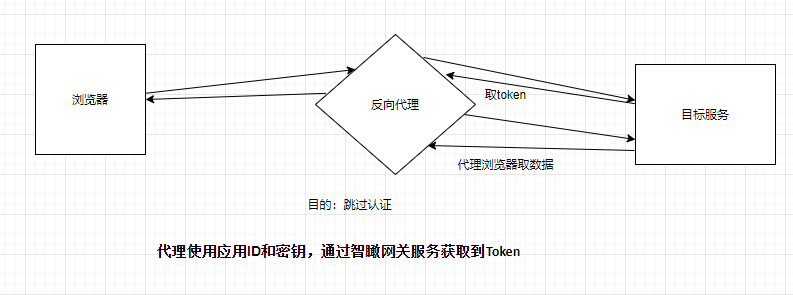 浏览器
反向代理
取token
目标服务
代理浏览器取数据
目的：跳过认证
代理使用应用ID和密钥，通过智瞰网关服务获取到Token